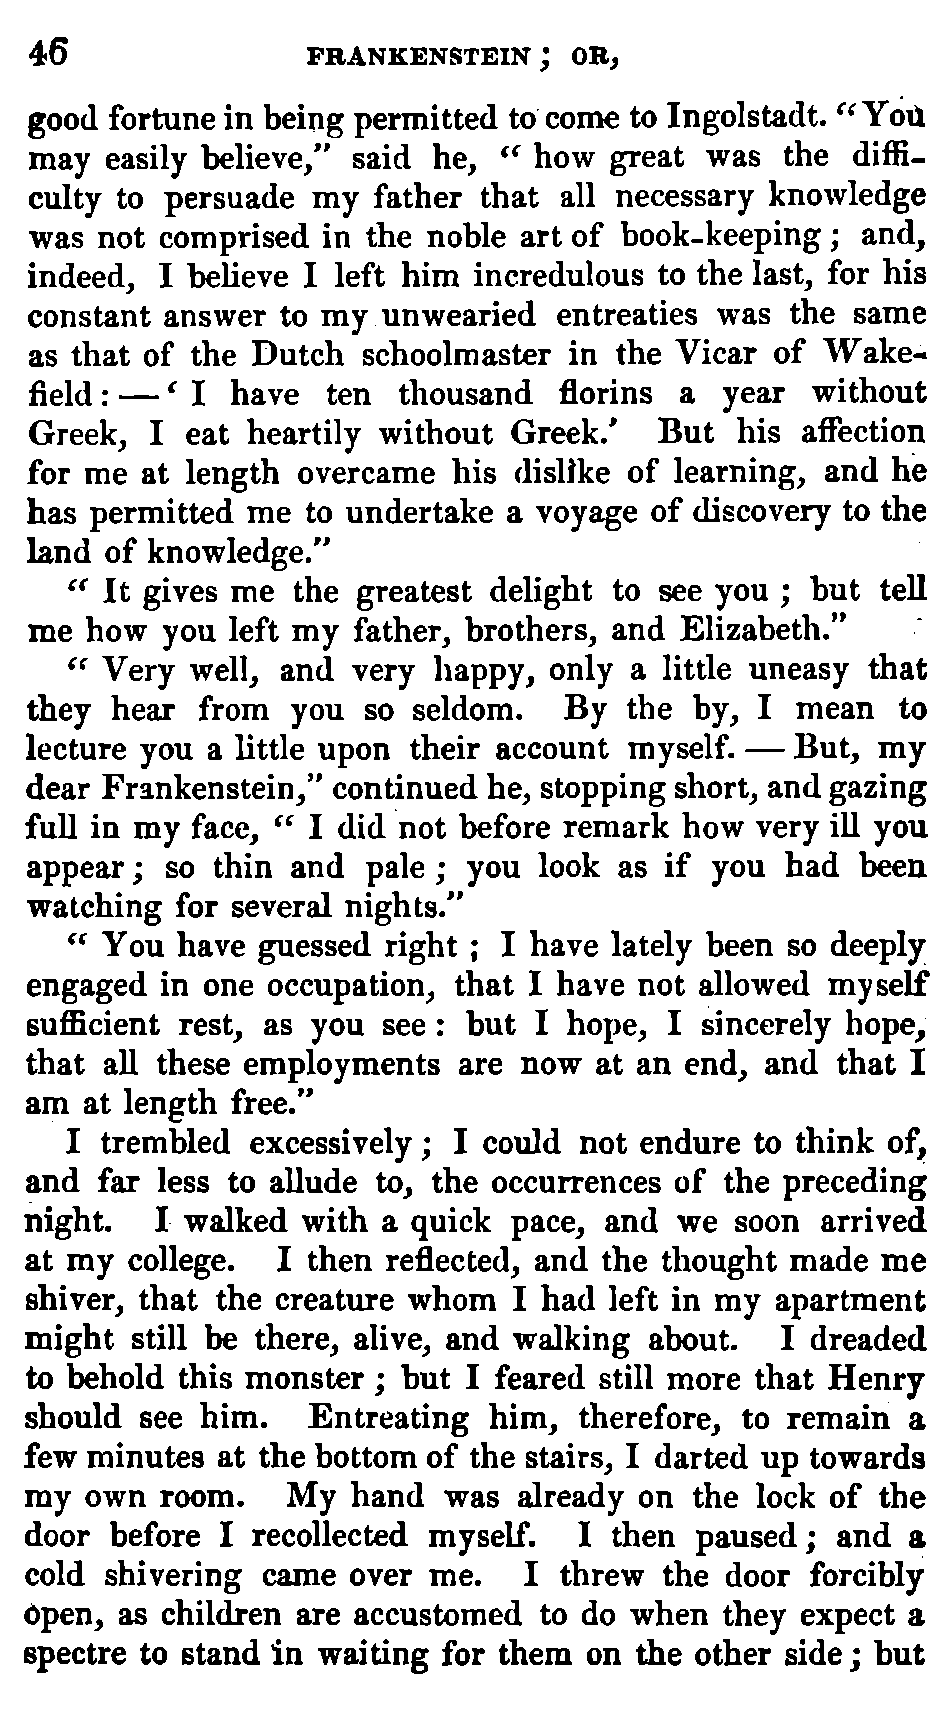 46 FRANKENSTEIN; OR,
good fortune in being permitted to come to Ingolstadt. "You
may easily believe," said he, "how great was the diffi-
culty to persuade my father that all necessary knowledge
was not comprised in the noble art of book-keeping; and,
indeed, I believe I left him incredulous to the last, for his
constant answer to my unwearied entreaties was the same
as that of the Dutch schoolmaster in the Vicar of Wake-
field: — 'I have ten thousand florins a year without
Greek, I eat heartily without Greek.' But his affection
for me at length overcame his dislike of learning, and he
has permitted me to undertake a voyage of discovery to the
land of knowledge."
"It gives me the greatest delight to see you; but tell
me how you left my father, brothers, and Elizabeth."
"Very well, and very happy, only a little uneasy that
they hear from you so seldom. By the by, I mean to
lecture you a little upon their account myself. — But, my
dear Frankenstein," continued he, stopping short, and gazing
full in my face, "I did not before remark how very ill you
appear; so thin and pale; you look as if you had been
watching for several nights."
"You have guessed right; I have lately been so deeply
engaged in one occupation, that I have not allowed myself
sufficient rest, as you see: but I hope, I sincerely hope,
that all these employments are now at an end, and that I
am at length free."
I trembled excessively; I could not endure to think of,
and far less to allude to, the occurrences of the preceding
night. I walked with a quick pace, and we soon arrived
at my college. I then reflected, and the thought made me
shiver, that the creature whom I had left in my apartment
might still be there, alive, and walking about. I dreaded
to behold this monster; but I feared still more that Henry
should see him. Entreating him, therefore, to remain a
few minutes at the bottom of the stairs, I darted up towards
my own room. My hand was already on the lock of the
door before I recollected myself. I then paused; and a
cold shivering came over me. I threw the door forcibly
open, as children are accustomed to do when they expect a
spectre to stand in waiting for them on the other side; but